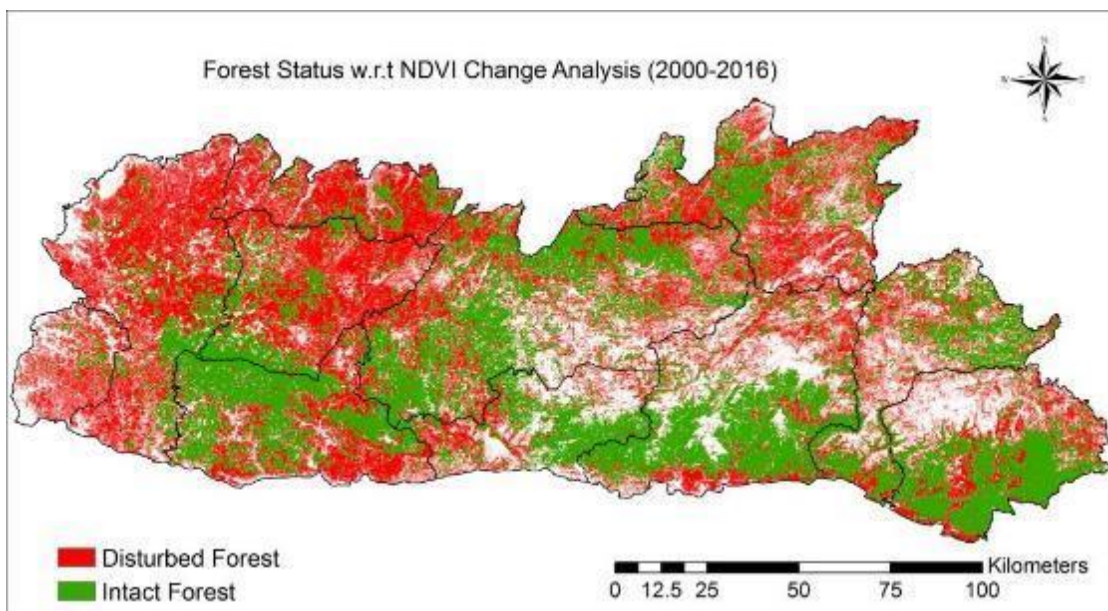 Forest Status w.r.t NDVI Change Analysis (2000-2016)
N
S
Disturbed Forest
Intact Forest
Kilometers
0 12.5 25 50 75 100